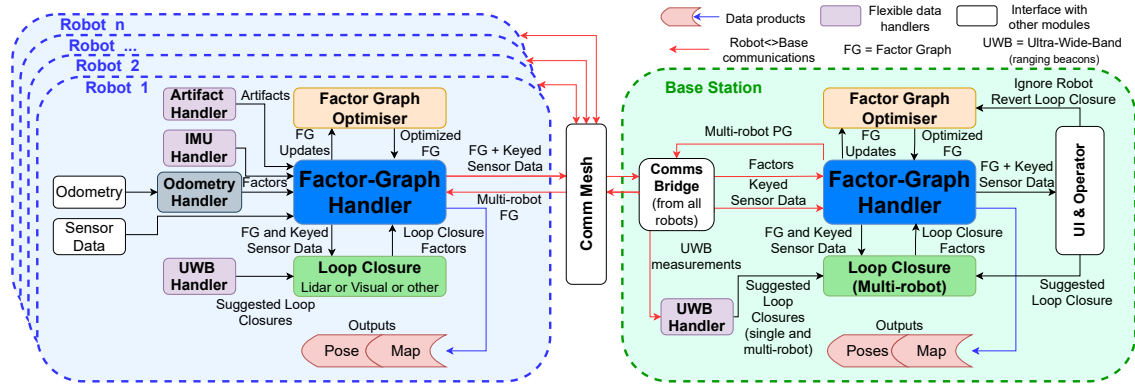 Robot n
Robot ...
Robot 2
Robot 1
Artifact
Handler
Artifacts
IMU
Handler
Odometry
Odometry
Handler
Factors
Sensor
Data
UWB
Handler
Suggested Loop
Closures
Factor Graph
Optimiser
FG
Updates
Optimized
FG
Factor-Graph
Handler
FG + Keyed
Sensor Data
Multi-robot
FG
FG and Keyed
Sensor Data
Loop Closure
Factors
Loop Closure
Lidar or Visual or other
Outputs
Pose
Map
Comm Mesh
Data products
Flexible data
handlers
Interface with
other modules
Robot<>Base
communications
FG = Factor Graph
UWB = Ultra-Wide-Band
(ranging beacons)
Base Station
Multi-robot PG
Comms
Bridge
(from all
robots)
Factors
Keyed
Sensor Data
UWB
measurements
UWB
Handler
Suggested
Loop
Closures
(single and
multi-robot)
Factor Graph
Optimiser
Ignore Robot
Revert Loop Closure
FG
Updates
Optimized
FG
Factor-Graph
Handler
FG + Keyed
Sensor Data
UI & Operator
FG and Keyed
Sensor Data
Loop Closure
Factors
Loop Closure
(Multi-robot)
Suggested
Loop Closure
Outputs
Poses
Map